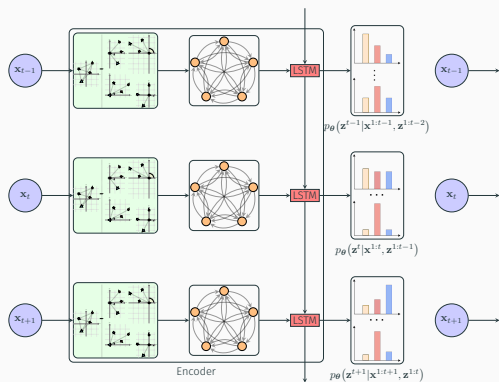 x_{t-1} LSTM x_{t-1}
p_θ(z^{t-1}|x^{1:t-1}, z^{1:t-2})
x_t LSTM x_t
p_θ(z^t|x^{1:t}, z^{1:t-1})
x_{t+1} LSTM x_{t+1}
Encoder
p_θ(z^{t+1}|x^{1:t+1}, z^{1:t})